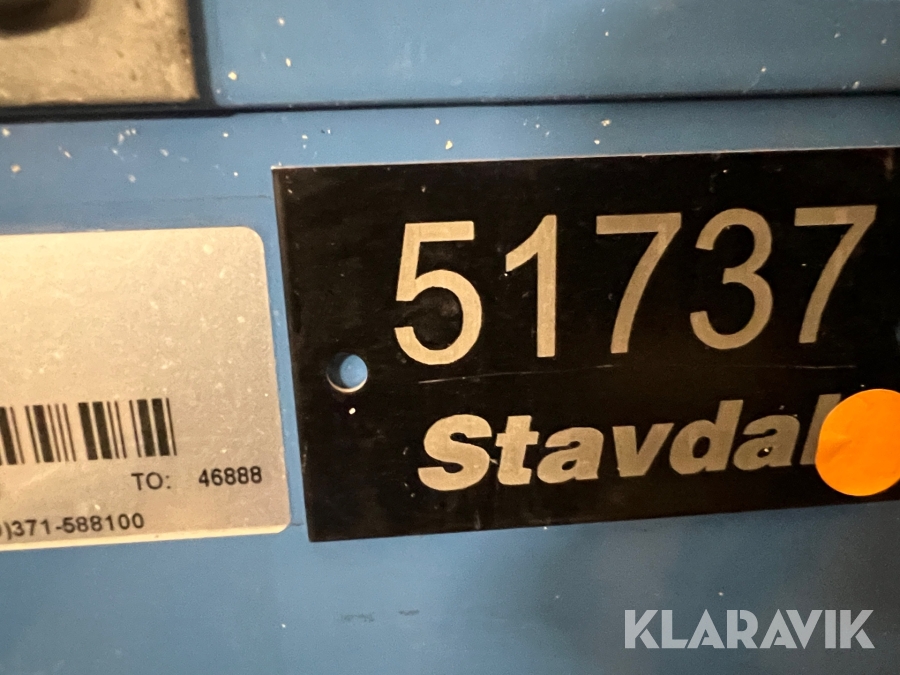 51737
Stavdal
TO: 46888
)371-588100
KLARAVIK